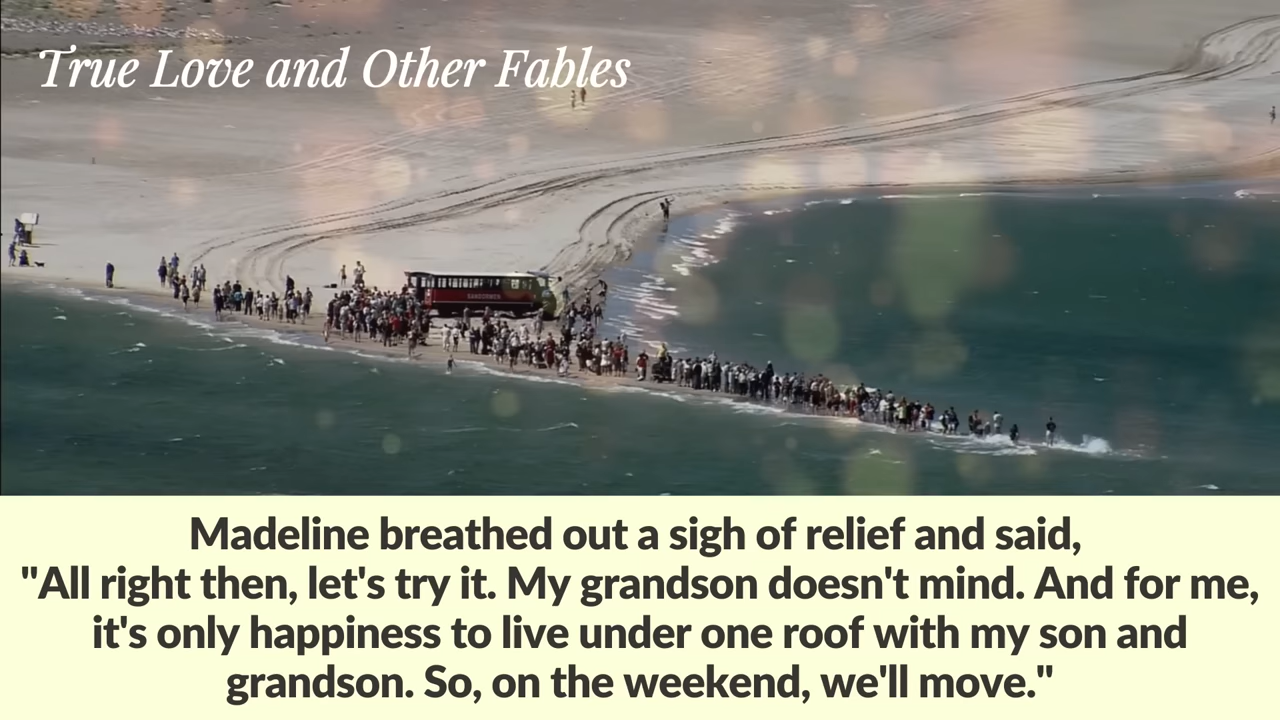 True Love and Other Fables
Madeline breathed out a sigh of relief and said,
"All right then, let's try it. My grandson doesn't mind. And for me,
it's only happiness to live under one roof with my son and
grandson. So, on the weekend, we'll move."